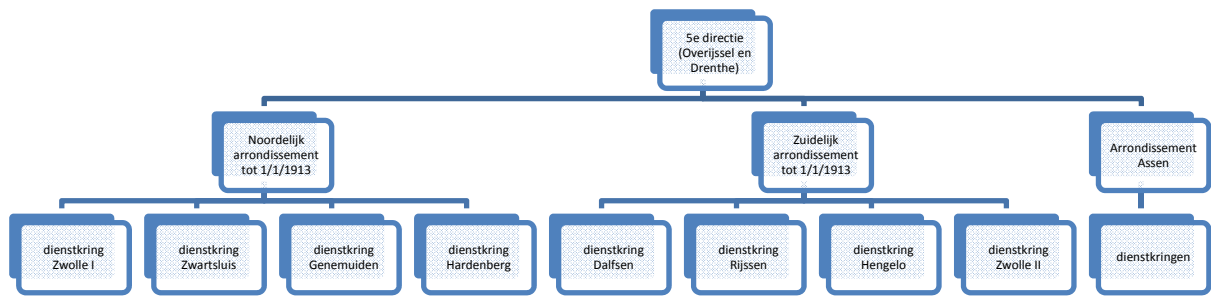 5e directie
(Overijssel en
Drenthe)
Noordelijk
arrondissement
tot 1/1/1913
Zuidelijk
arrondissement
tot 1/1/1913
Arrondissement
Assen
dienstkring
Zwolle I
dienstkring
Zwartsluis
dienstkring
Genemuiden
dienstkring
Hardenberg
dienstkring
Dalfsen
dienstkring
Rijssen
dienstkring
Hengelo
dienstkring
Zwolle II
dienstkringen